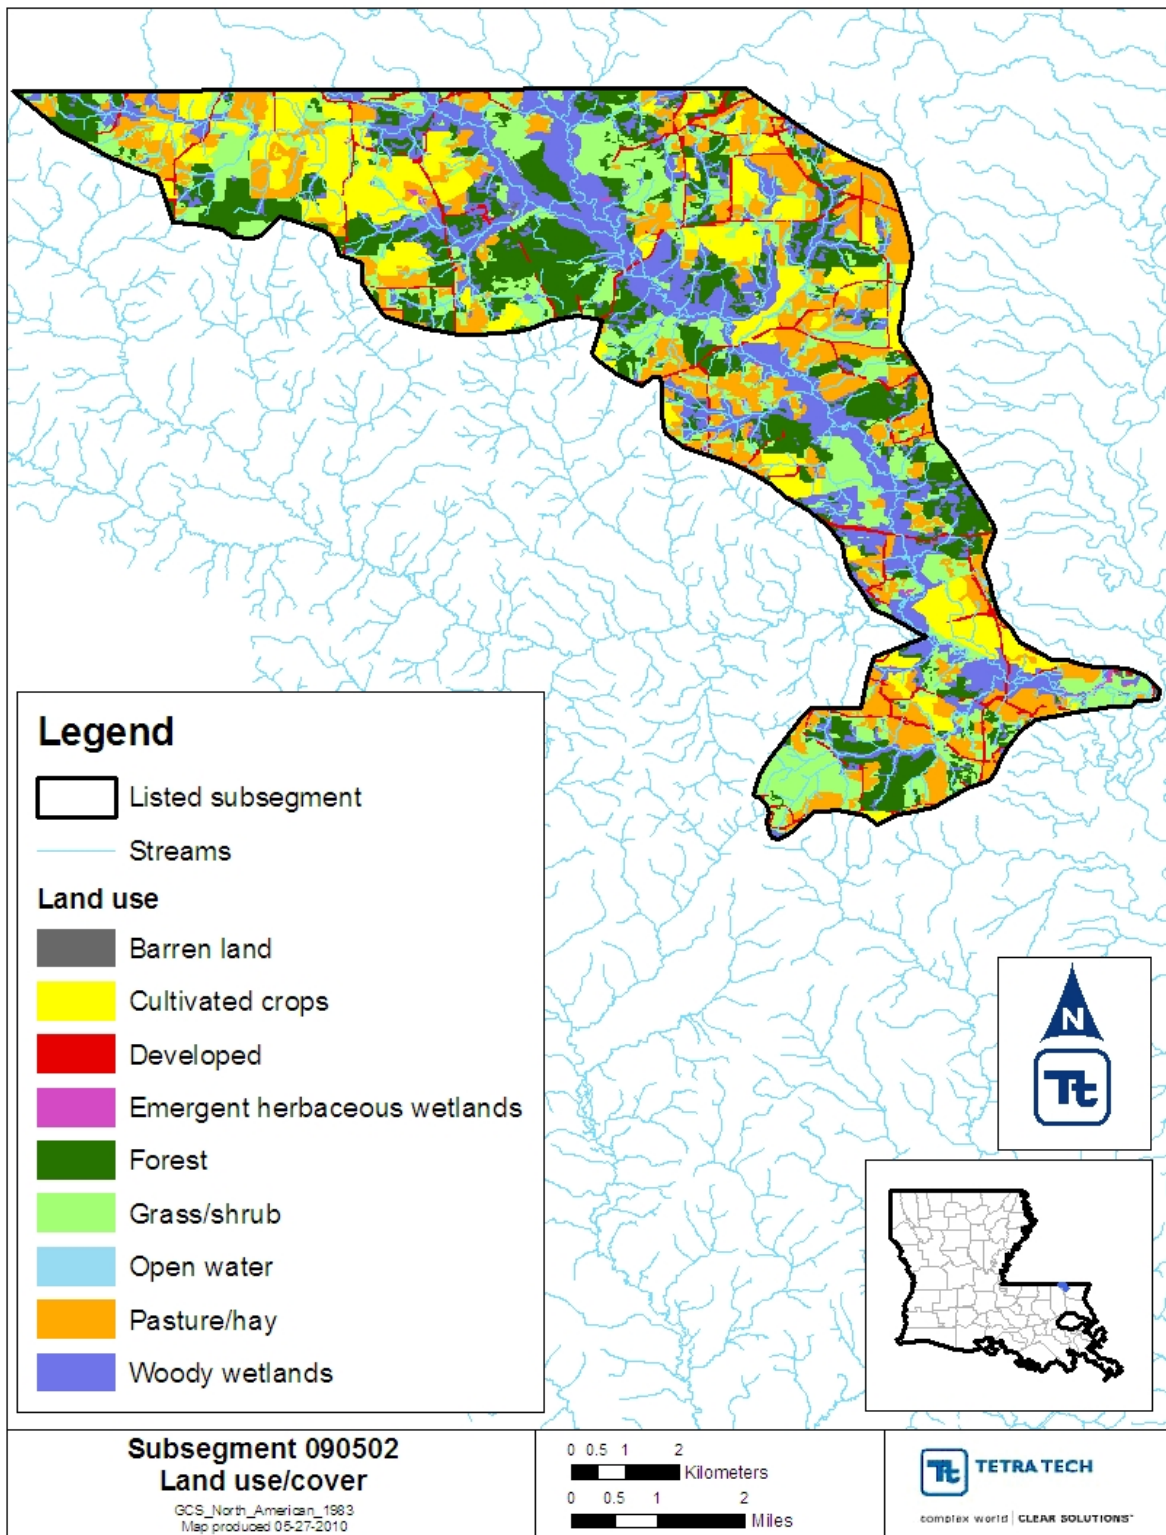 Legend
Listed subsegment
Streams
Land use
Barren land
Cultivated crops
Developed
Emergent herbaceous wetlands
Forest
Grass/shrub
Open water
Pasture/hay
Woody wetlands
N
Tt
Subsegment 090502
Land use/cover
GCS_North_American_1983
Map produced 05-27-2010
0 0.5 1 2
Kilometers
0 0.5 1 2
Miles
Tt TETRA TECH
complex world | CLEAR SOLUTIONS™